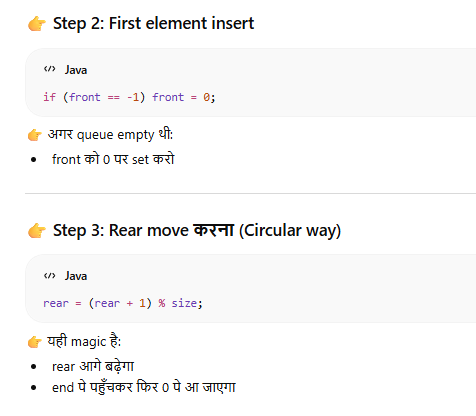 👉 Step 2: First element insert
</> Java
if (front == -1) front = 0;
👉 अगर queue empty थी:
• front को 0 पर set करो
👉 Step 3: Rear move करना (Circular way)
</> Java
rear = (rear + 1) % size;
👉 यही magic है:
• rear आगे बढ़ेगा
• end पे पहुँचकर फिर 0 पे आ जाएगा